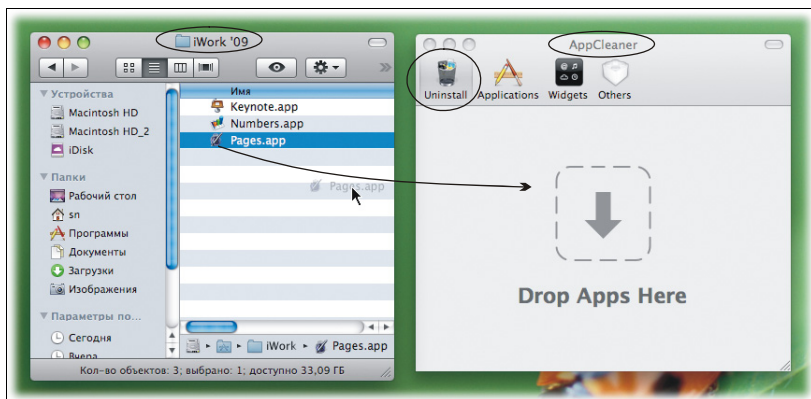 iWork '09
Имя
Устройства
Macintosh HD
Macintosh HD_2
iDisk
Папки
Рабочий стол
sn
Программы
Документы
Загрузки
Изображения
Параметры по...
Сегодня
Вчера
Keynote.app
Numbers.app
Pages.app
Pages.app
iWork
Pages.app
Кол-во объектов: 3; выбрано: 1; доступно 33,09 ГБ
AppCleaner
Uninstall
Applications
Widgets
Others
Drop Apps Here